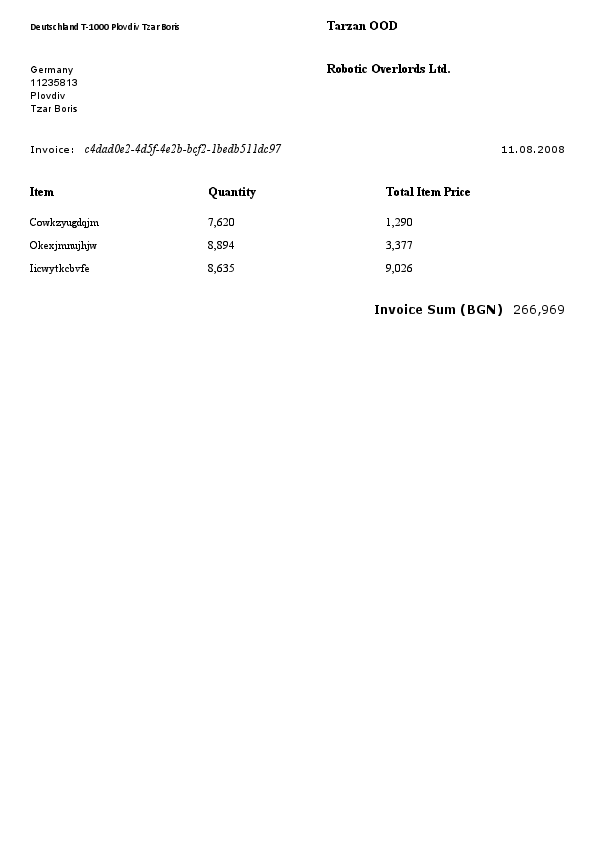 Deutschland T-1000 Plovdiv Tzar Boris
Tarzan OOD
Robotic Overlords Ltd.
Germany
11235813
Plovdiv
Tzar Boris
Invoice: c4dad0e2-4d5f-4e2b-bcf2-1bedb511dc97 11.08.2008
Item Quantity Total Item Price
Cowkzyugdqjm 7,620 1,290
Okexjmnujhjw 8,894 3,377
Iicwytkcbvfe 8,635 9,026
Invoice Sum (BGN) 266,969